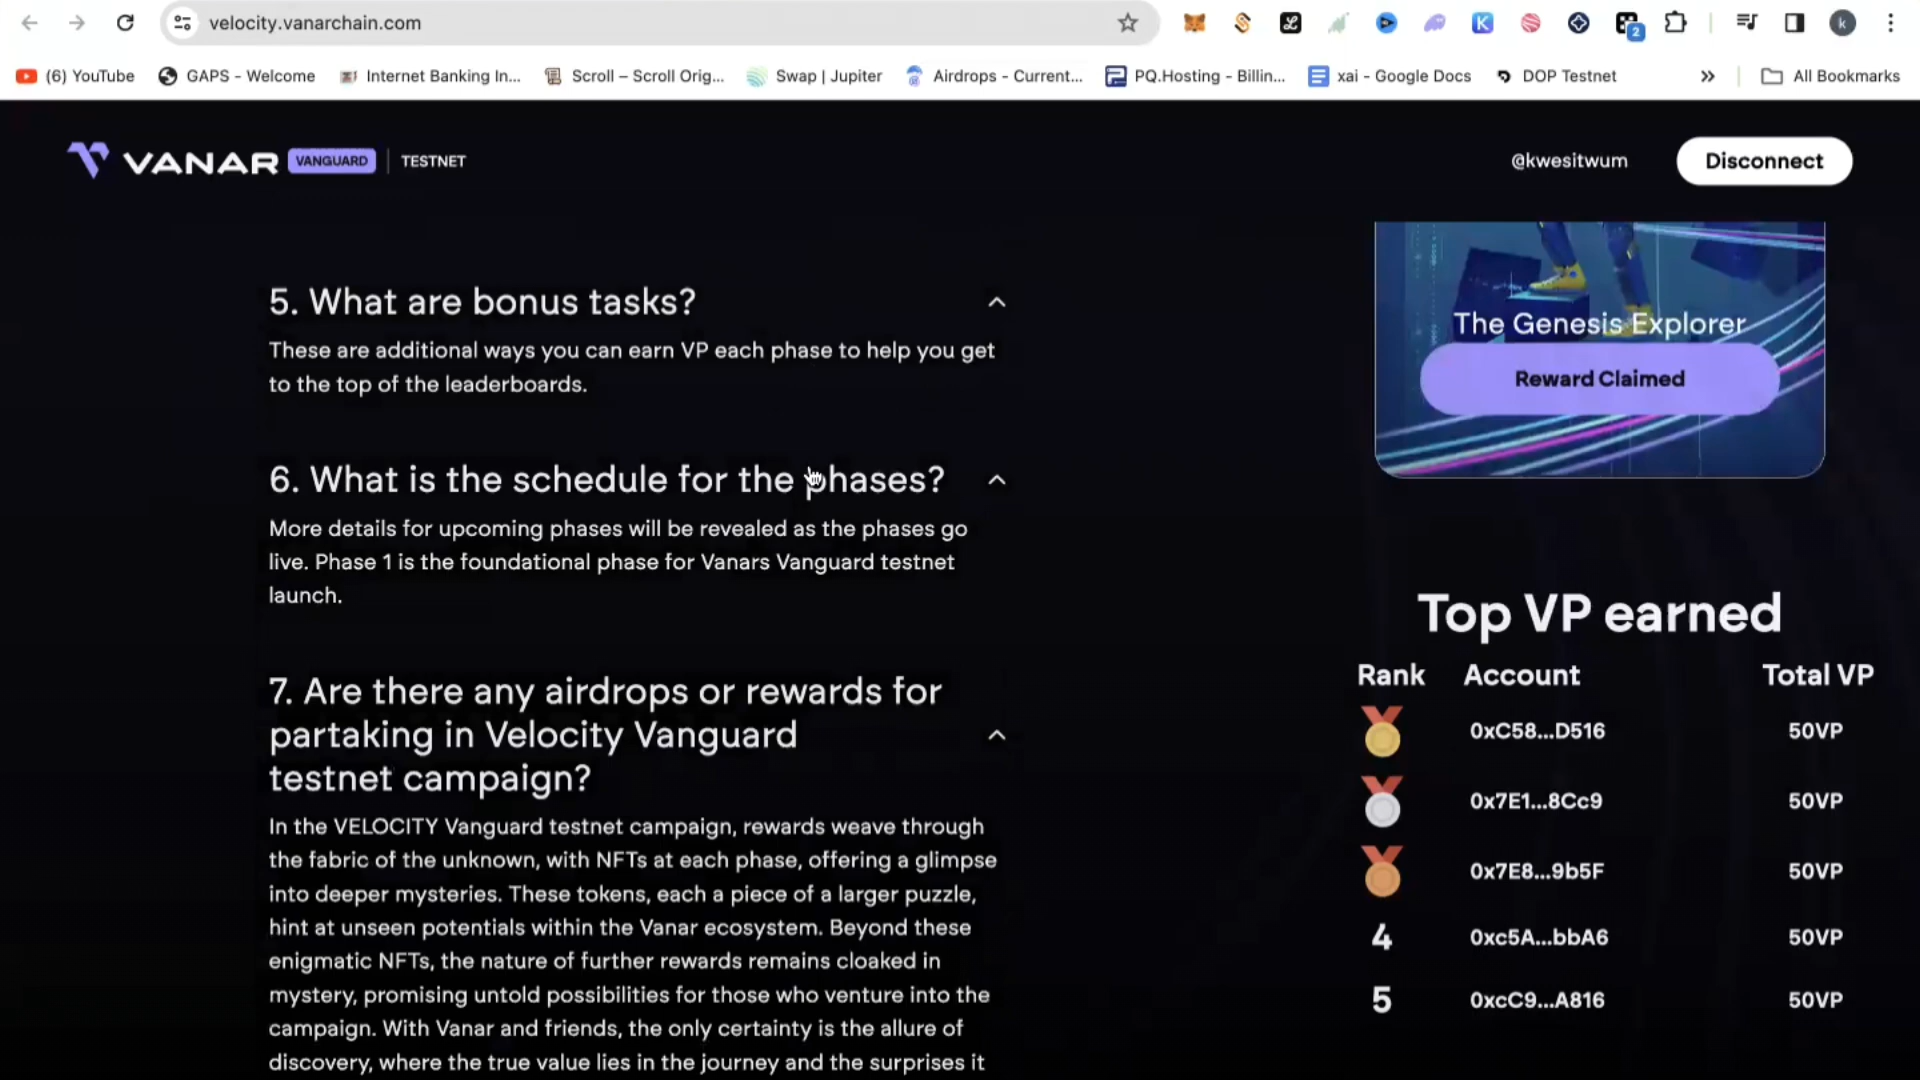 velocity.vanarchain.com
2
k
(6) YouTube
GAPS - Welcome
Internet Banking In...
Scroll – Scroll Orig...
Swap | Jupiter
Airdrops - Current...
PQ.Hosting - Billin...
xai - Google Docs
DOP Testnet
»
All Bookmarks
VANAR VANGUARD | TESTNET
@kwesitwum
Disconnect
5. What are bonus tasks?
These are additional ways you can earn VP each phase to help you get
to the top of the leaderboards.
6. What is the schedule for the phases?
More details for upcoming phases will be revealed as the phases go
live. Phase 1 is the foundational phase for Vanars Vanguard testnet
launch.
7. Are there any airdrops or rewards for
partaking in Velocity Vanguard
testnet campaign?
In the VELOCITY Vanguard testnet campaign, rewards weave through
the fabric of the unknown, with NFTs at each phase, offering a glimpse
into deeper mysteries. These tokens, each a piece of a larger puzzle,
hint at unseen potentials within the Vanar ecosystem. Beyond these
enigmatic NFTs, the nature of further rewards remains cloaked in
mystery, promising untold possibilities for those who venture into the
campaign. With Vanar and friends, the only certainty is the allure of
discovery, where the true value lies in the journey and the surprises it
The Genesis Explorer
Reward Claimed
Top VP earned
Rank Account Total VP
0xC58...D516 50VP
0x7E1...8Cc9 50VP
0x7E8...9b5F 50VP
4 0xc5A...bbA6 50VP
5 0xcC9...A816 50VP